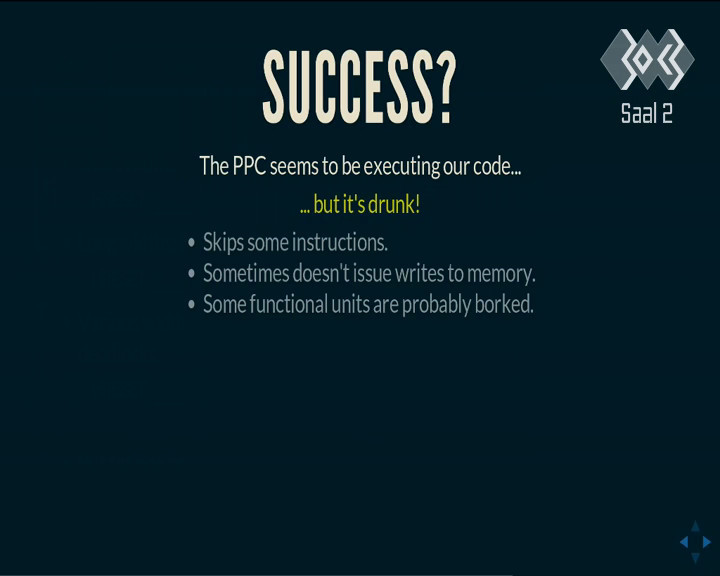 SUCCESS?
Saal 2
The PPC seems to be executing our code...
... but it's drunk!
• Skips some instructions.
• Sometimes doesn't issue writes to memory.
• Some functional units are probably borked.